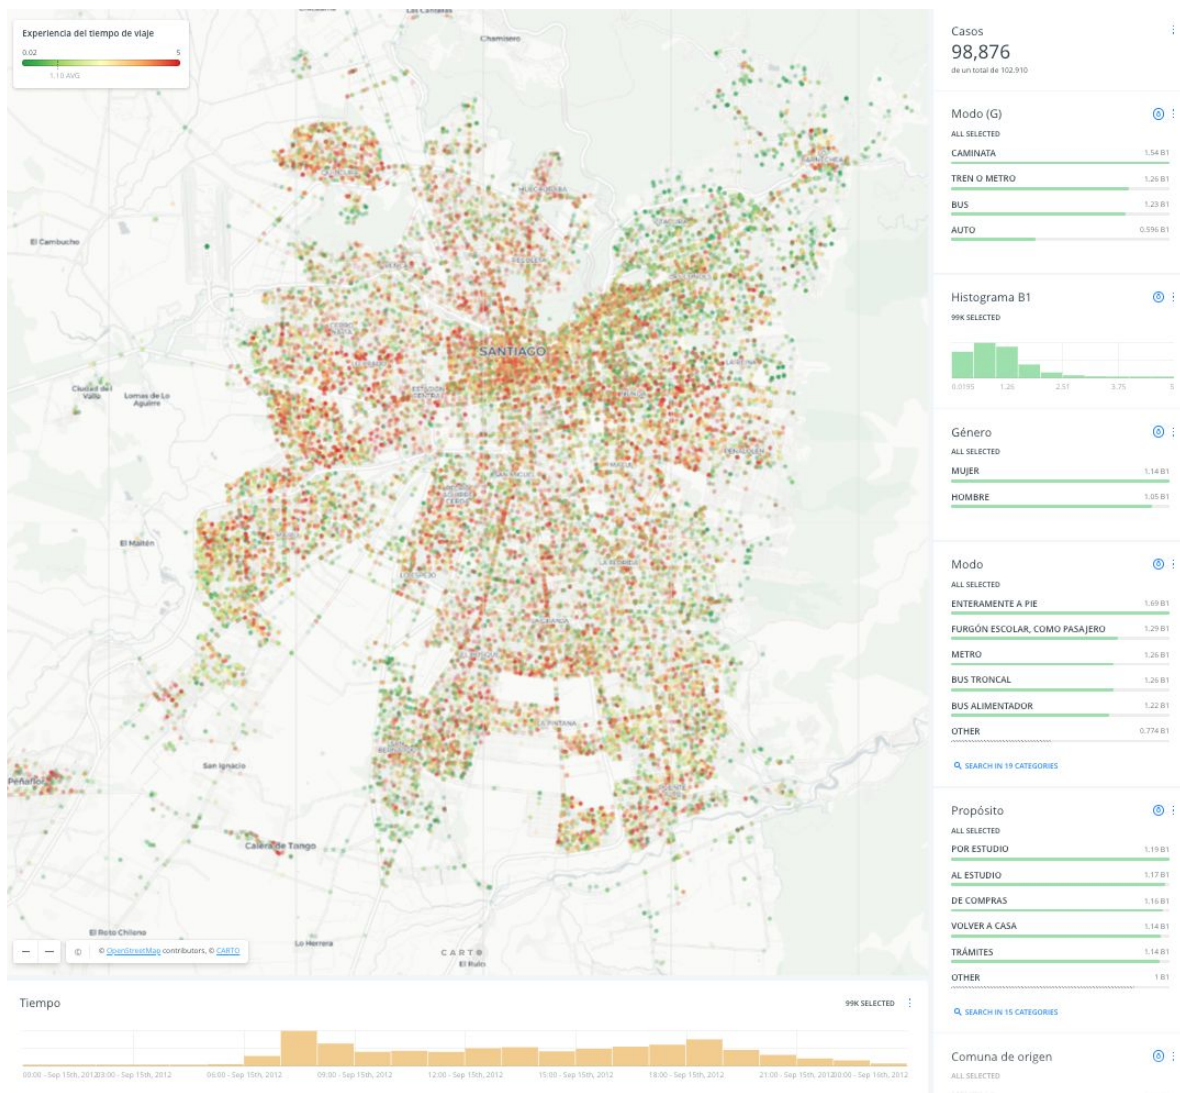 Experiencia del tiempo de viaje
0.02 5
1.10 AVG
Chamisero
El Cambucho
SANTIAGO
Ciudad del
Valle
Lomas de Lo
Aguirre
El Maitén
San Ignacio
Calera de Tango
El Roto Chileno
Lo Herrera
El Rulo
CARTO
© OpenStreetMap contributors, © CARTO
Casos
98,876
de un total de 102.910
Modo (G)
ALL SELECTED
CAMINATA 1.54 B1
TREN O METRO 1.26 B1
BUS 1.23 B1
AUTO 0.596 B1
Histograma B1
99K SELECTED
0.0195 1.26 2.51 3.75 5
Género
ALL SELECTED
MUJER 1.14 B1
HOMBRE 1.05 B1
Modo
ALL SELECTED
ENTERAMENTE A PIE 1.69 B1
FURGÓN ESCOLAR, COMO PASAJERO 1.29 B1
METRO 1.26 B1
BUS TRONCAL 1.26 B1
BUS ALIMENTADOR 1.22 B1
OTHER 0.774 B1
SEARCH IN 19 CATEGORIES
Propósito
ALL SELECTED
POR ESTUDIO 1.19 B1
AL ESTUDIO 1.17 B1
DE COMPRAS 1.16 B1
VOLVER A CASA 1.14 B1
TRÁMITES 1.14 B1
OTHER 1 B1
SEARCH IN 15 CATEGORIES
Comuna de origen
ALL SELECTED
Tiempo
99K SELECTED
00:00 - Sep 15th, 2012 03:00 - Sep 15th, 2012 06:00 - Sep 15th, 2012 09:00 - Sep 15th, 2012 12:00 - Sep 15th, 2012 15:00 - Sep 15th, 2012 18:00 - Sep 15th, 2012 21:00 - Sep 15th, 2012 00:00 - Sep 16th, 2012